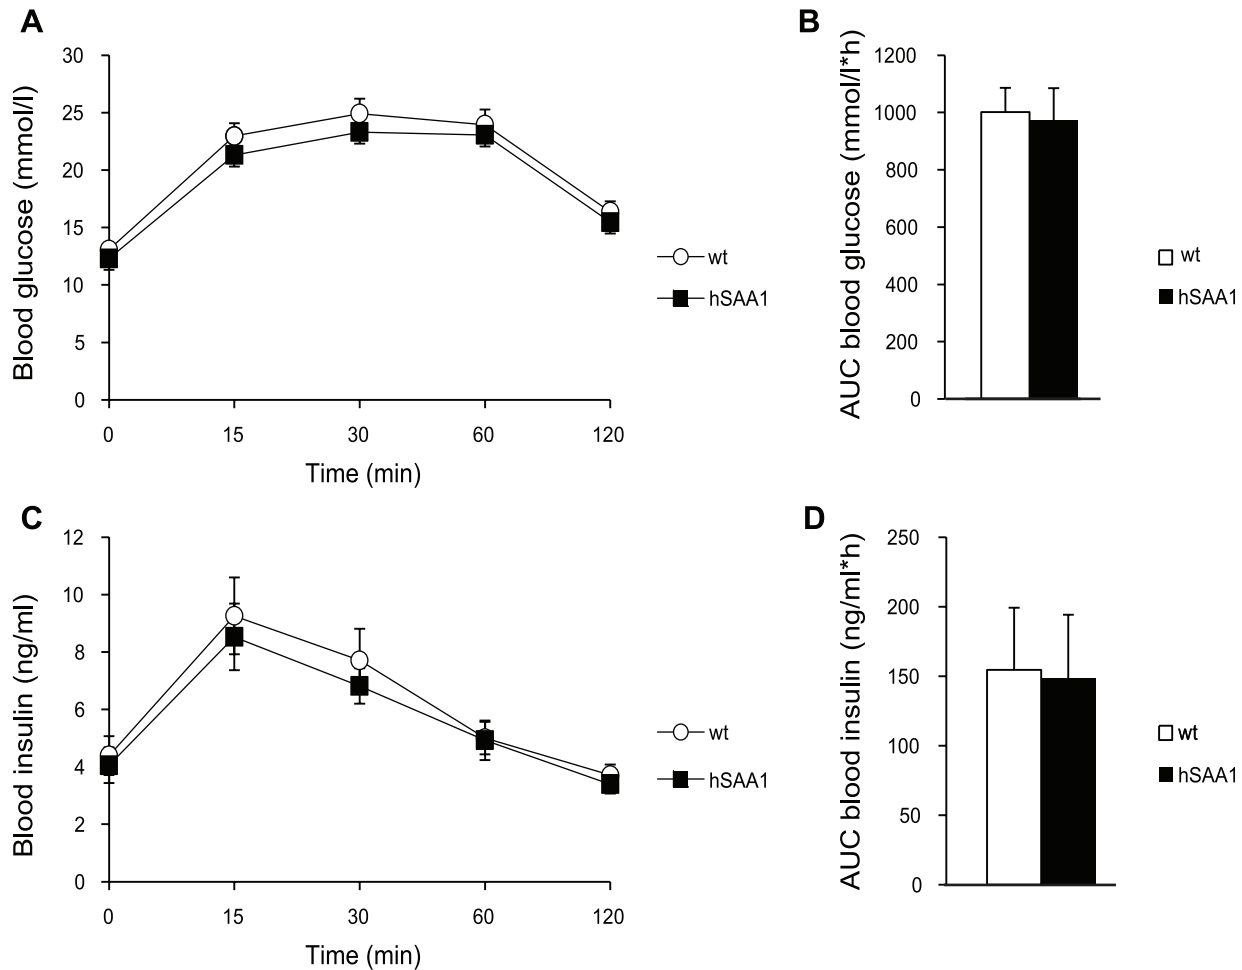 A
Blood glucose (mmol/l)
30
25
20
15
10
5
0
0 15 30 60 120
Time (min)
wt
hSAA1
B
AUC blood glucose (mmol/l*h)
1200
1000
800
600
400
200
0
wt
hSAA1
C
Blood insulin (ng/ml)
12
10
8
6
4
2
0
0 15 30 60 120
Time (min)
wt
hSAA1
D
AUC blood insulin (ng/ml*h)
250
200
150
100
50
0
wt
hSAA1